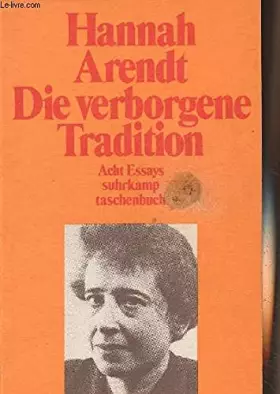 Le-livre.com
Hannah
Arendt
Die verborgene
Tradition
Acht Essays
suhrkamp
taschenbuch